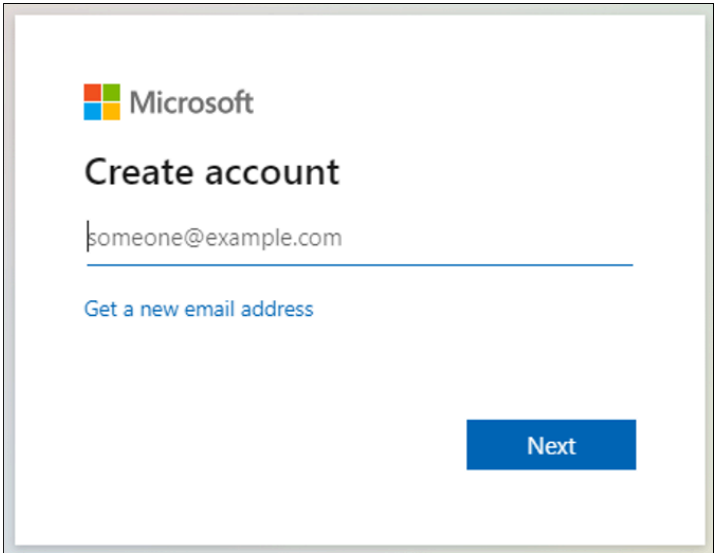 Microsoft
Create account
someone@example.com
Get a new email address
Next